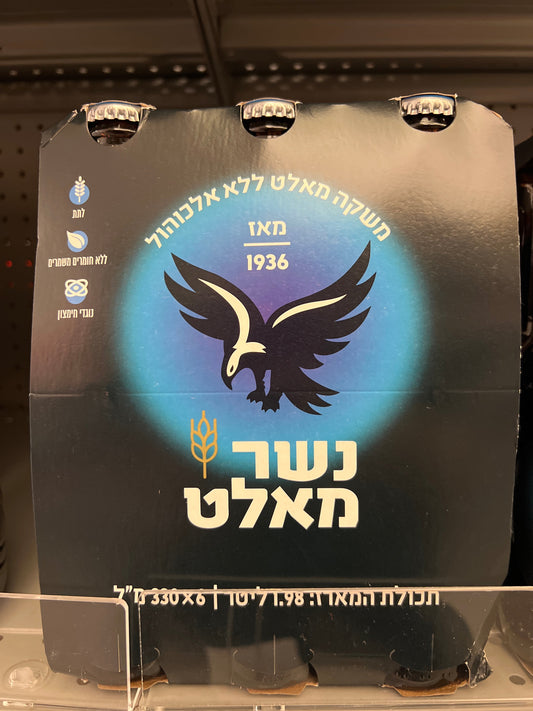 משקה מאלט ללא אלכוהול
מאז
1936
לתת
ללא חומרים משמרים
נוגדי חימצון
נשר
מאלט
תכולת המארז: 1.98 ליטר | 6×330 מ"ל